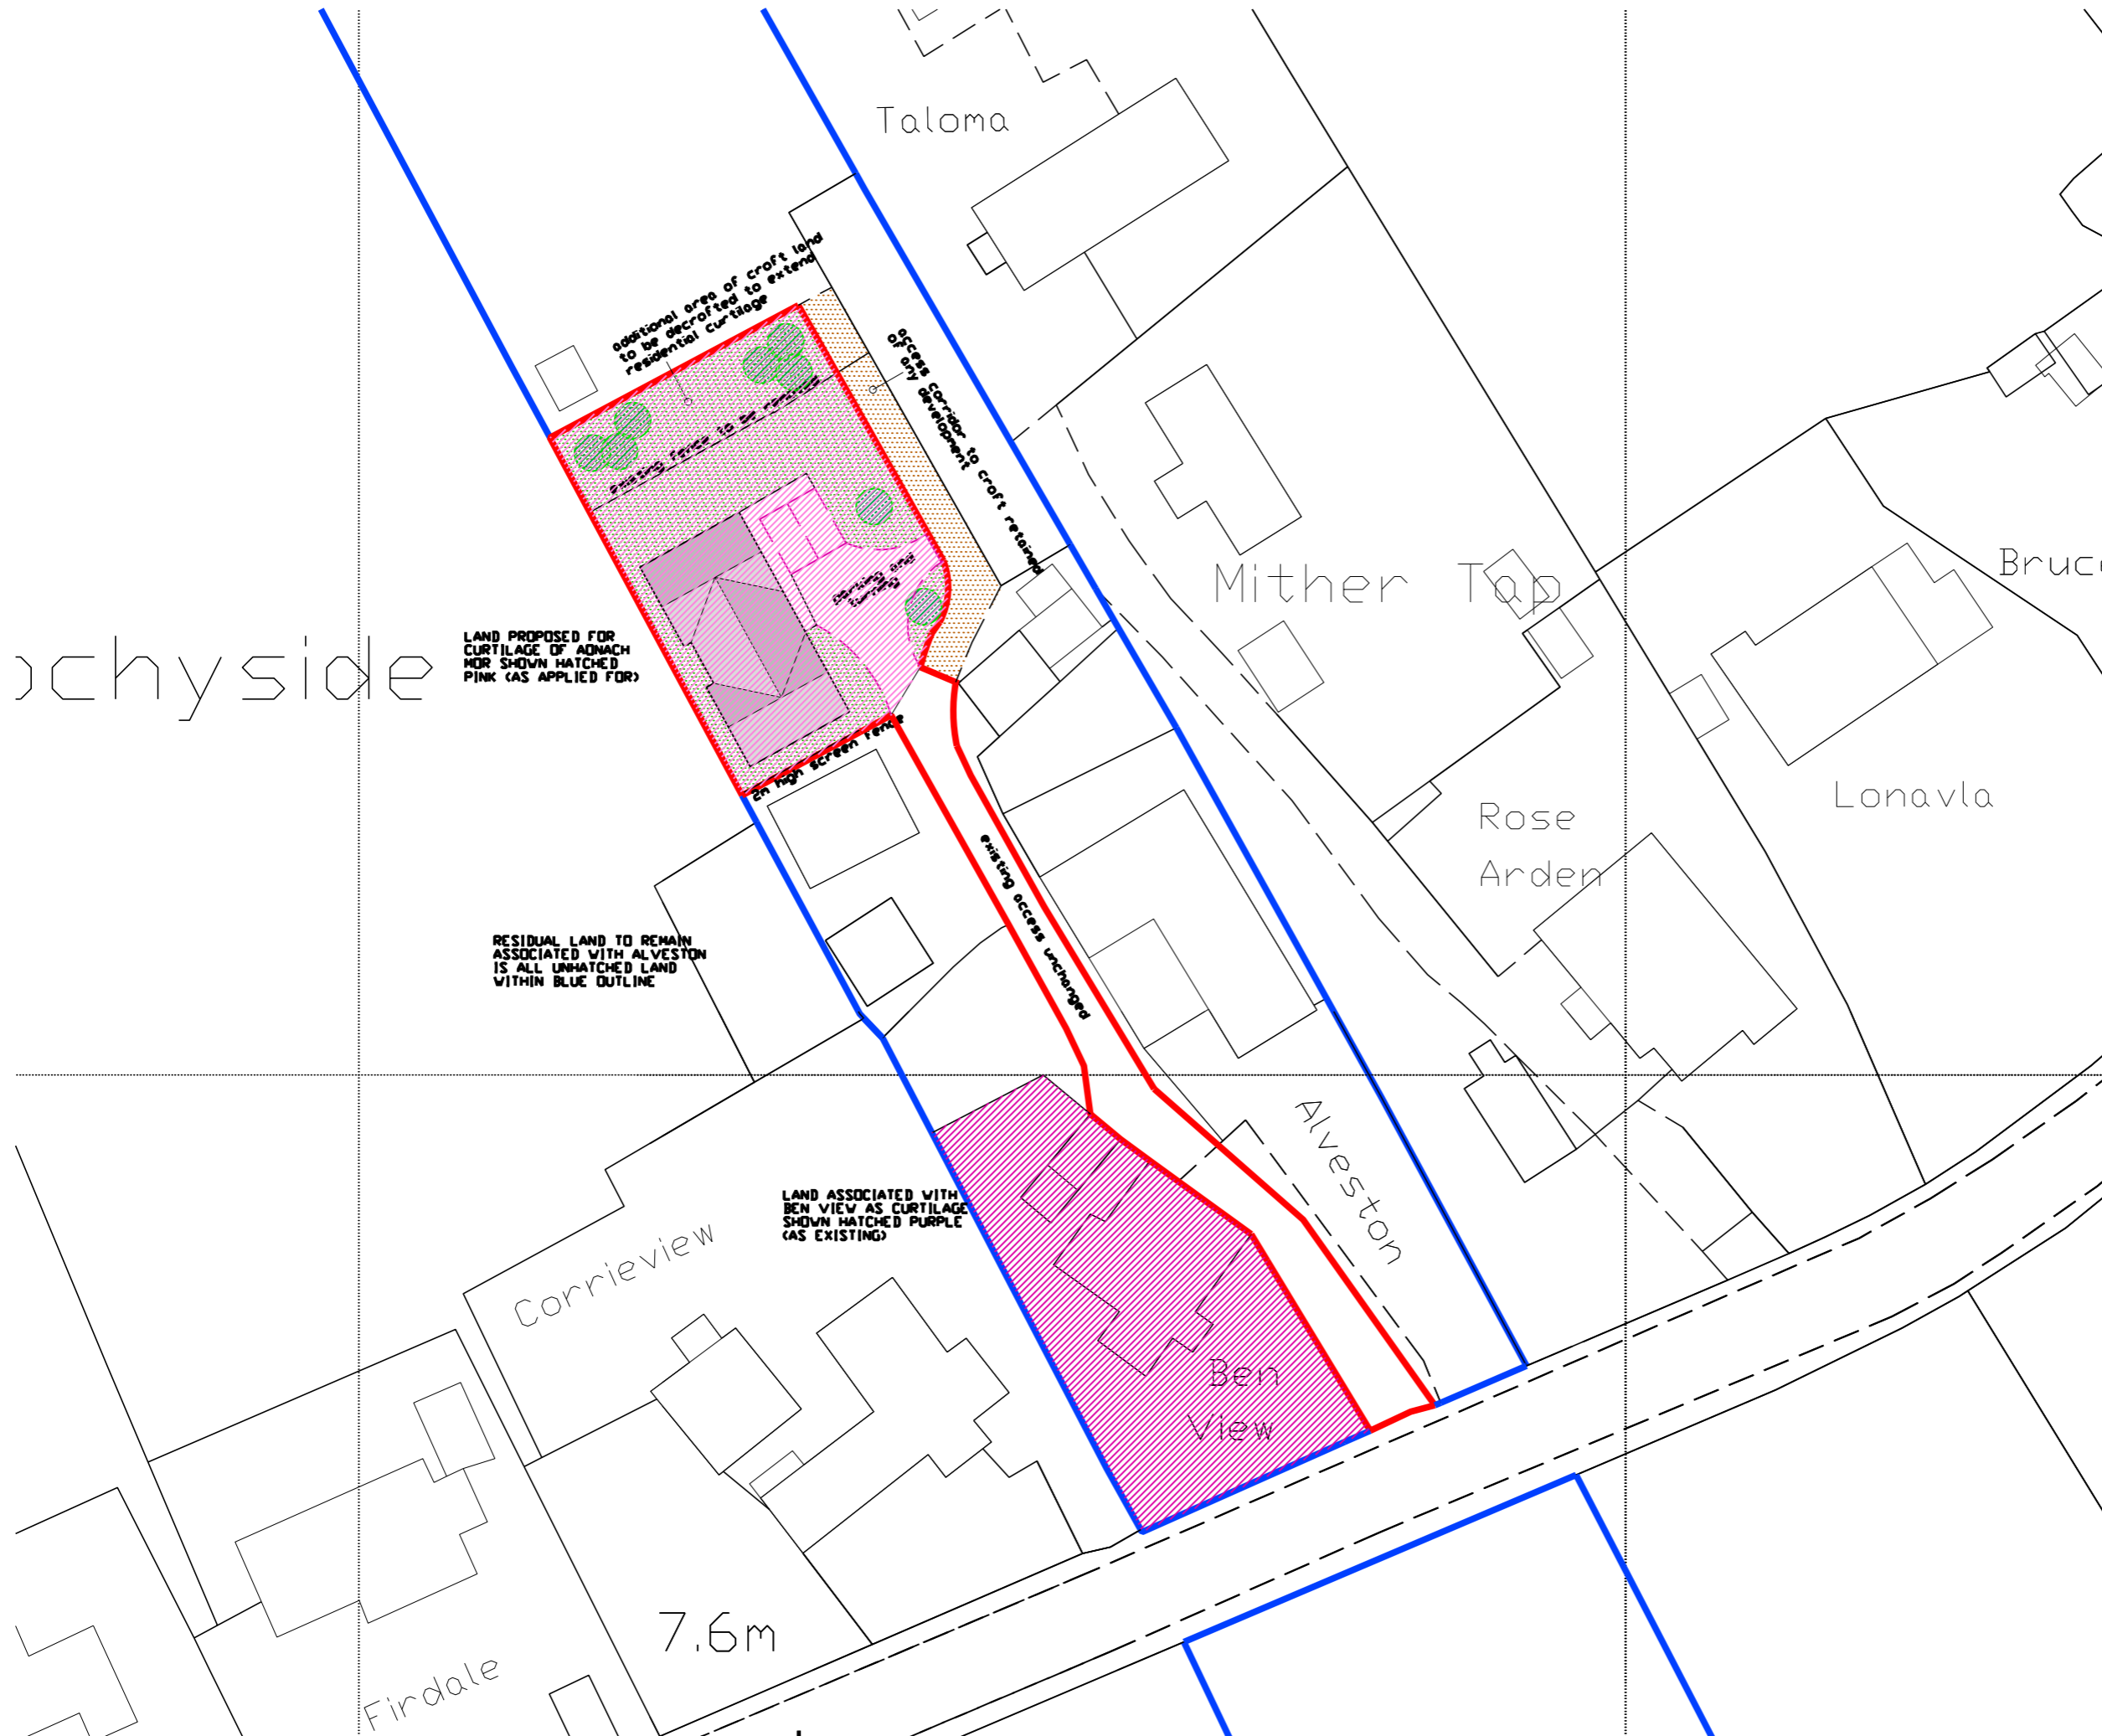 Taloma
additional area of croft land
to be decrofted to extend
residential curtilage
access corridor to croft retained
of any development
existing fence to be retained
Mither Tap
Bruce
parking and
turning
ochyside
LAND PROPOSED FOR
CURTILAGE OF AONACH
MOR SHOWN HATCHED
PINK (AS APPLIED FOR)
2m high screen fence
Rose
Arden
Lonavla
existing access unchanged
RESIDUAL LAND TO REMAIN
ASSOCIATED WITH ALVESTON
IS ALL UNHATCHED LAND
WITHIN BLUE OUTLINE
Alveston
LAND ASSOCIATED WITH
BEN VIEW AS CURTILAGE
SHOWN HATCHED PURPLE
(AS EXISTING)
Corrieview
Ben
View
7.6m
Firdale